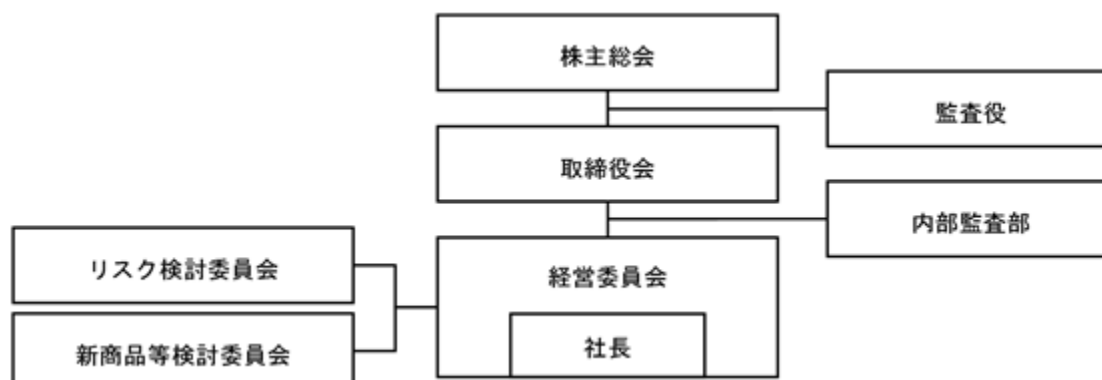 株主総会
監査役
取締役会
内部監査部
リスク検討委員会
経営委員会
新商品等検討委員会
社長